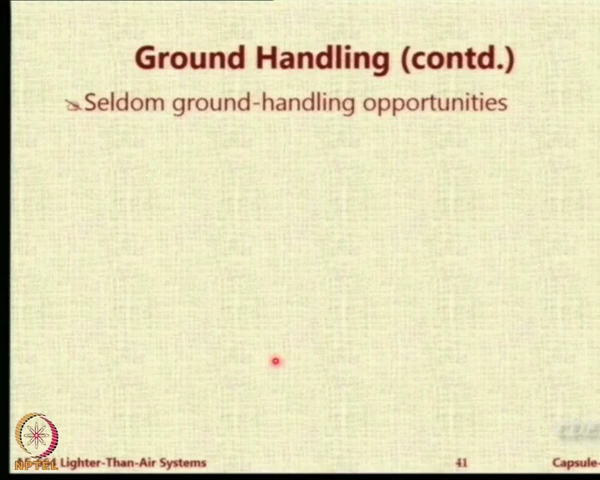 Ground Handling (contd.)
Seldom ground-handling opportunities
NPTEL
Lighter-Than-Air Systems
41
Capsule-